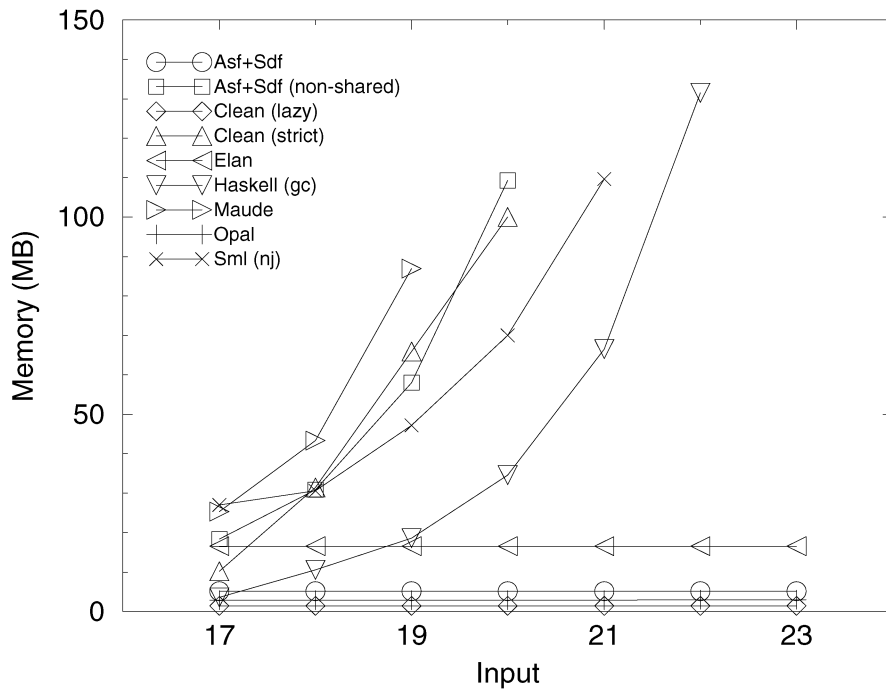 150
Asf+Sdf
Asf+Sdf (non-shared)
Clean (lazy)
Clean (strict)
Elan
Haskell (gc)
Maude
Opal
Sml (nj)
100
Memory (MB)
50
0
17 19 21 23
Input